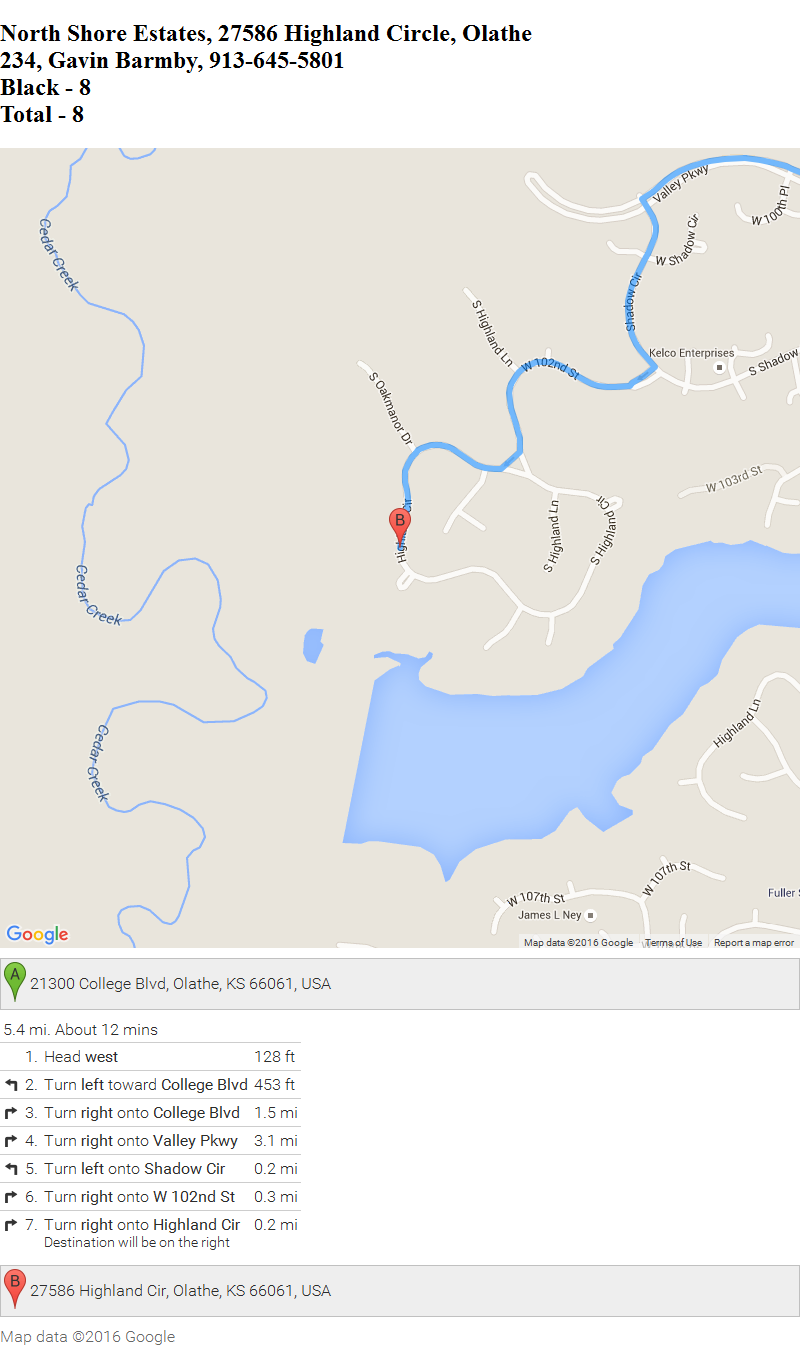 North Shore Estates, 27586 Highland Circle, Olathe
234, Gavin Barmby, 913-645-5801
Black - 8
Total - 8
Valley Pkwy
W 100th Pl
Cedar Creek
W Shadow Cir
Shadow Cir
S Highland Ln
Kelco Enterprises
W 102nd St
S Shadow
S Oakmanor Dr
W 103rd St
S Highland Cir
B
Highland Cir
S Highland Ln
Cedar Creek
Highland Ln
Cedar Creek
W 107th St
W 107th St
Fuller
James L Ney
Google
Map data ©2016 Google
Terms of Use
Report a map error
A
21300 College Blvd, Olathe, KS 66061, USA
5.4 mi. About 12 mins
1. Head west 128 ft
2. Turn left toward College Blvd 453 ft
3. Turn right onto College Blvd 1.5 mi
4. Turn right onto Valley Pkwy 3.1 mi
5. Turn left onto Shadow Cir 0.2 mi
6. Turn right onto W 102nd St 0.3 mi
7. Turn right onto Highland Cir 0.2 mi
Destination will be on the right
B
27586 Highland Cir, Olathe, KS 66061, USA
Map data ©2016 Google